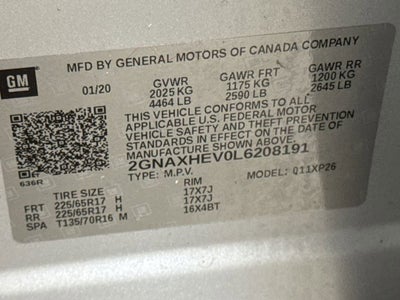 MFD BY GENERAL MOTORS OF CANADA COMPANY
GM
01/20
GVWR
2025 KG
4464 LB
GAWR FRT
1175 KG
2590 LB
GAWR RR
1200 KG
2645 LB
THIS VEHICLE CONFORMS TO ALL
APPLICABLE U.S. FEDERAL MOTOR
VEHICLE SAFETY AND THEFT PREVENTION
STANDARDS IN EFFECT ON THE DATE OF
MANUFACTURE SHOWN ABOVE.
2GNAXHEV0L6208191
TYPE: M.P.V.
MODEL: Q11XP26
636R
TIRE SIZE RIM
FRT 225/65R17 H 17X7J
RR 225/65R17 H 17X7J
SPA T135/70R16 M 16X4BT